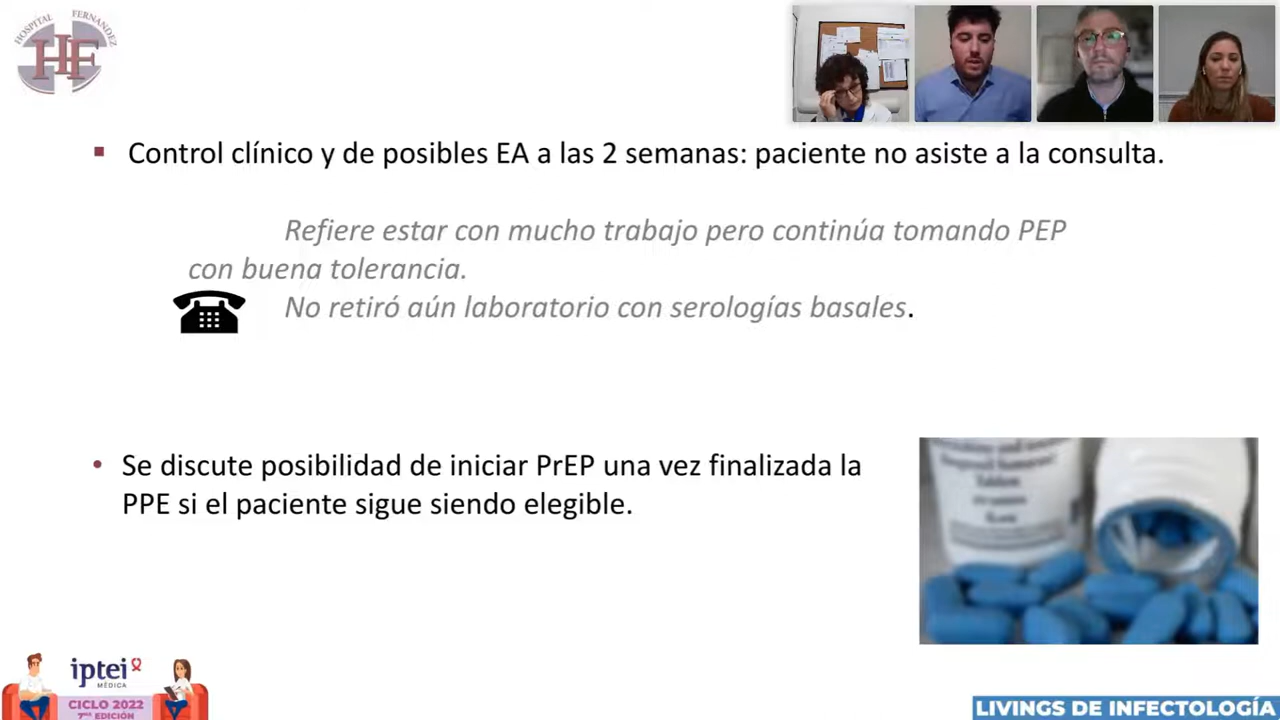 HOSPITAL FERNANDEZ
HF
Control clínico y de posibles EA a las 2 semanas: paciente no asiste a la consulta.
Refiere estar con mucho trabajo pero continúa tomando PEP
con buena tolerancia.
No retiró aún laboratorio con serologías basales.
Se discute posibilidad de iniciar PrEP una vez finalizada la
PPE si el paciente sigue siendo elegible.
iptei
MÉDICA
CICLO 2022
7MA EDICIÓN
LIVINGS DE INFECTOLOGÍA